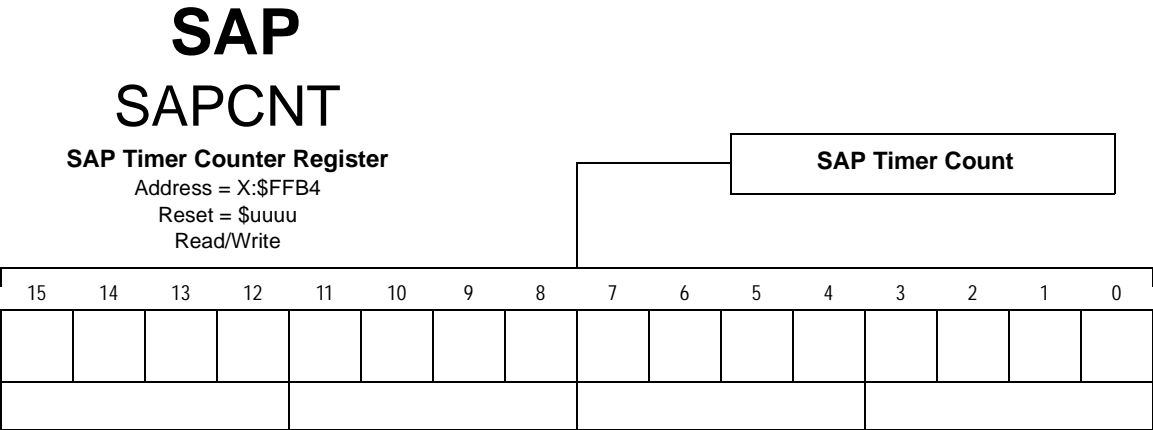 SAP
SAPCNT
SAP Timer Counter Register
Address = X:$FFB4
Reset = $uuuu
Read/Write
SAP Timer Count
15 14 13 12 11 10 9 8 7 6 5 4 3 2 1 0